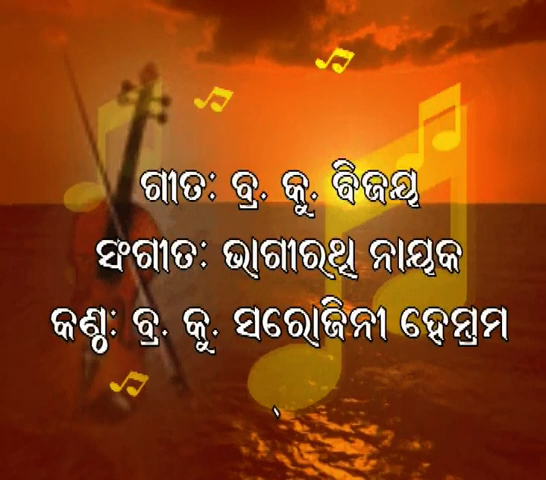 ଗୀତ: ବ୍ର. କୁ. ବିଜୟ
ସଂଗୀତ: ଭାଗୀରଥି ନାୟକ
କଣ୍ଠ: ବ୍ର. କୁ. ସରୋଜିନୀ ହେମ୍ବ୍ରମ